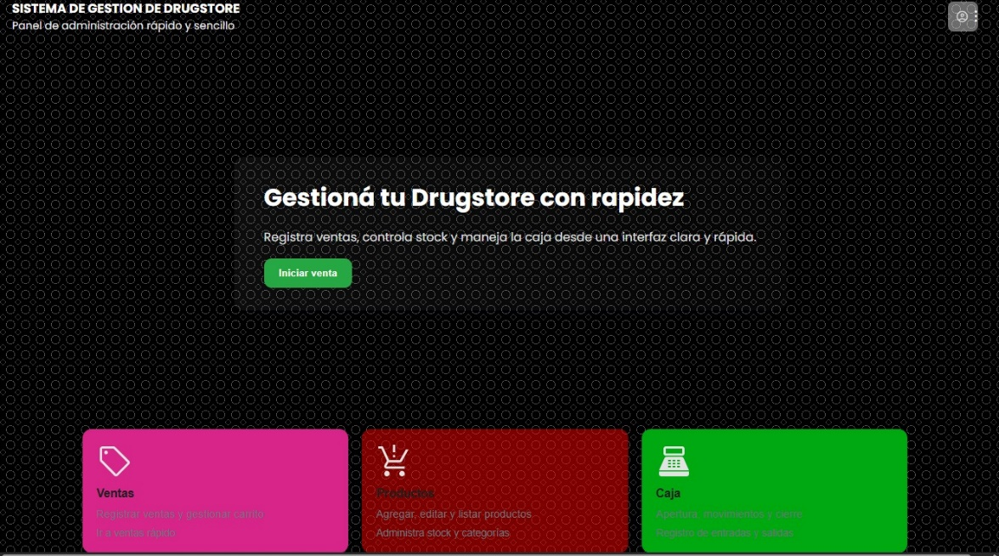 SISTEMA DE GESTION DE DRUGSTORE
Panel de administración rápido y sencillo
Gestioná tu Drugstore con rapidez
Registra ventas, controla stock y maneja la caja desde una interfaz clara y rápida.
Iniciar venta
Ventas
Registrar ventas y gestionar carrito
Ir a ventas rápido
Productos
Agregar, editar y listar productos
Administra stock y categorías
Caja
Apertura, movimientos y cierre
Registro de entradas y salidas